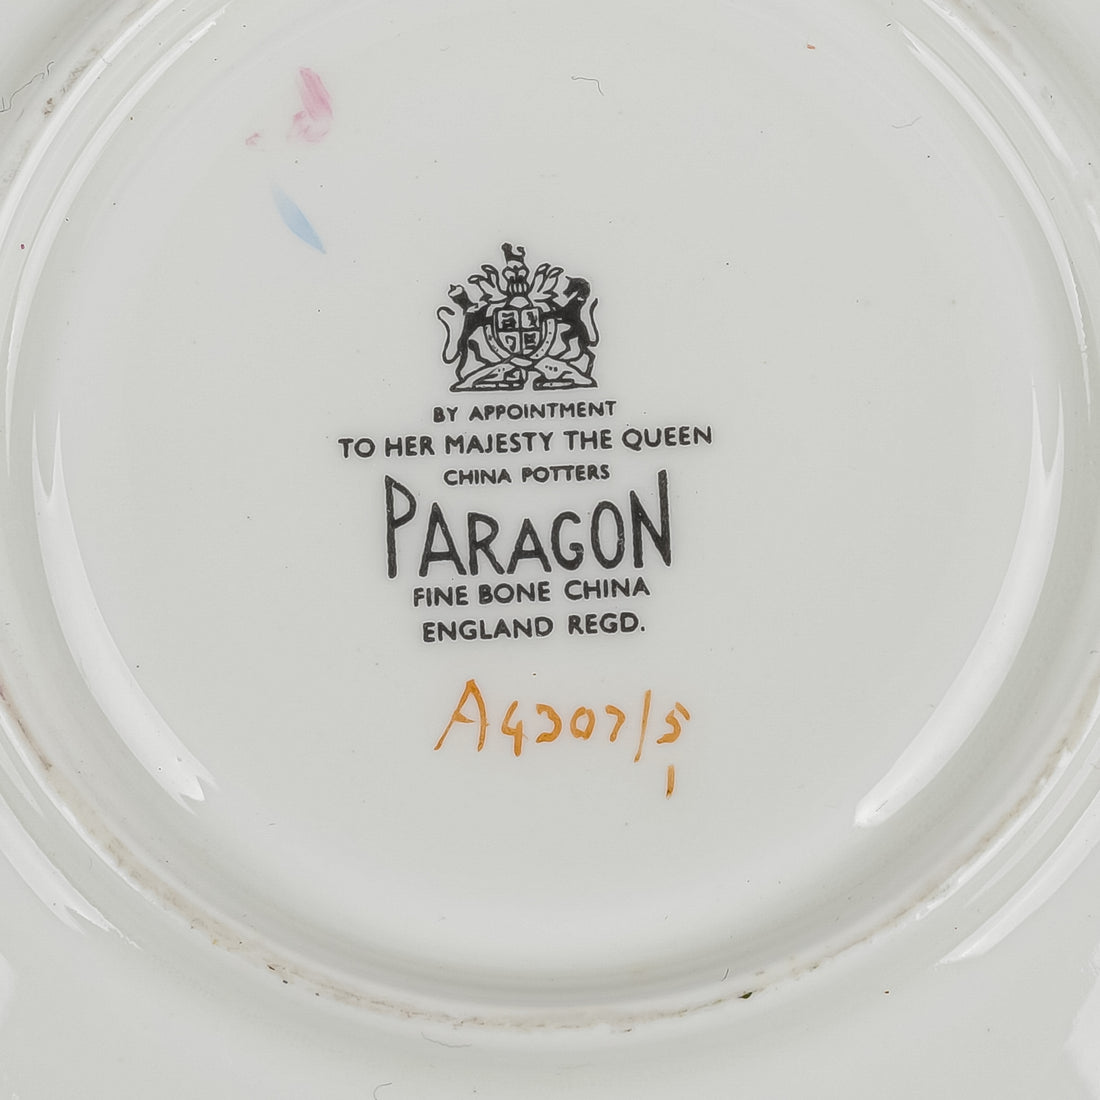 BY APPOINTMENT
TO HER MAJESTY THE QUEEN
CHINA POTTERS
PARAGON
FINE BONE CHINA
ENGLAND REGD.
A4307/5